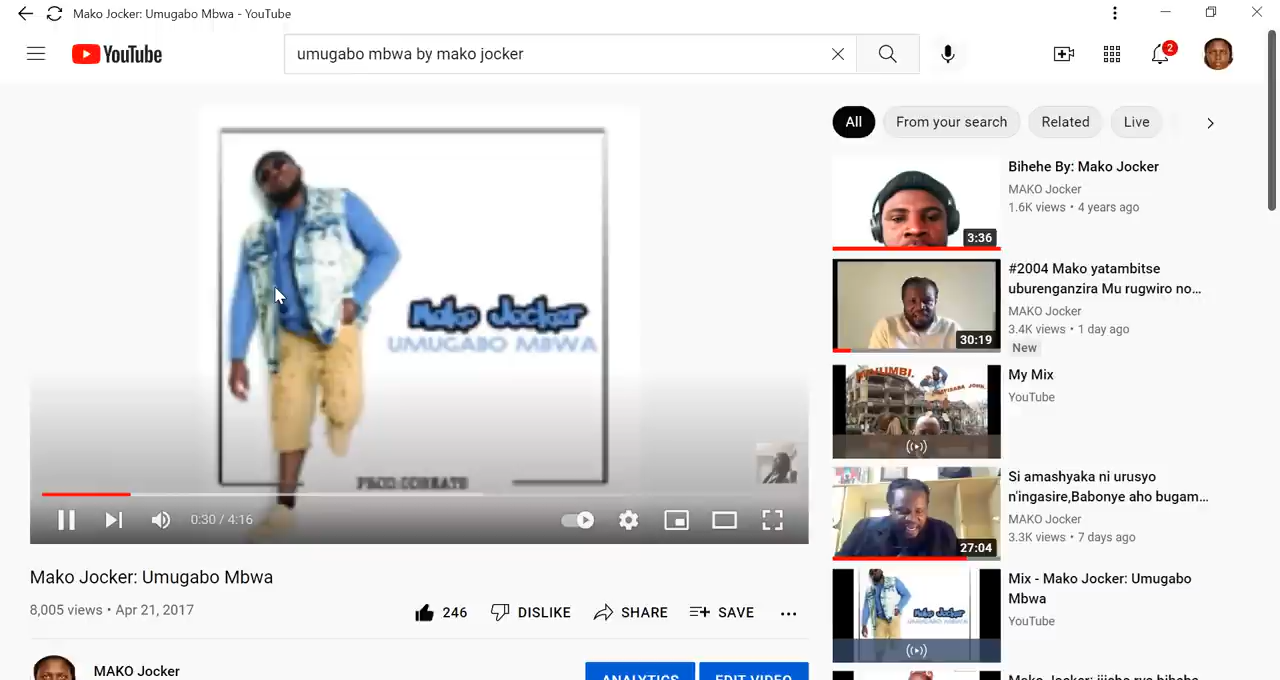 Mako Jocker: Umugabo Mbwa - YouTube
YouTube
umugabo mbwa by mako jocker
2
All
From your search
Related
Live
Mako Jocker
UMUGABO MBWA
0:30 / 4:16
Mako Jocker: Umugabo Mbwa
8,005 views • Apr 21, 2017
246
DISLIKE
SHARE
SAVE
MAKO Jocker
ANALYTICS
EDIT VIDEO
Bihehe By: Mako Jocker
MAKO Jocker
1.6K views • 4 years ago
3:36
#2004 Mako yatambitse
uburenganzira Mu rugwiro no...
MAKO Jocker
3.4K views • 1 day ago
New
30:19
My Mix
YouTube
Si amashyaka ni urusyo
n'ingasire,Babonye aho bugam...
MAKO Jocker
3.3K views • 7 days ago
27:04
Mix - Mako Jocker: Umugabo
Mbwa
YouTube
Mako Jocker